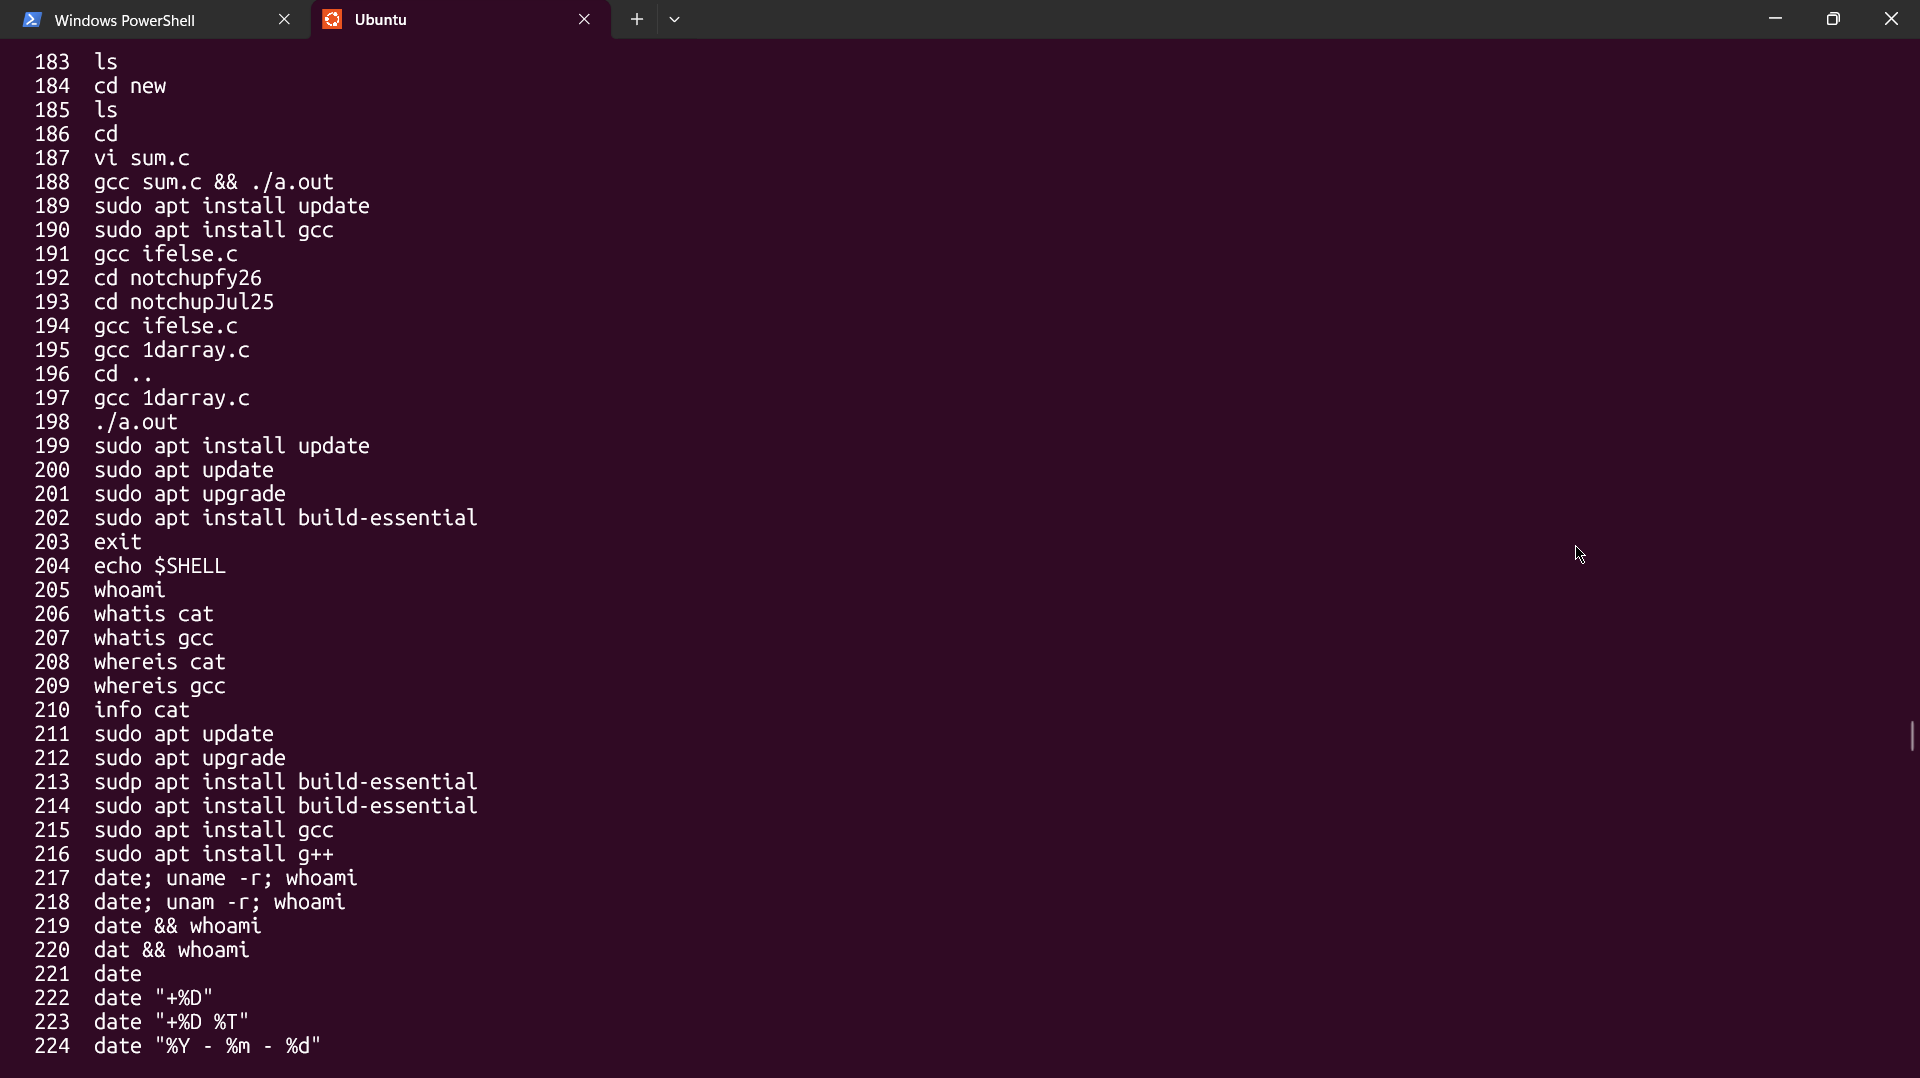 Windows PowerShell
Ubuntu
183 ls
184 cd new
185 ls
186 cd
187 vi sum.c
188 gcc sum.c && ./a.out
189 sudo apt install update
190 sudo apt install gcc
191 gcc ifelse.c
192 cd notchupfy26
193 cd notchupJul25
194 gcc ifelse.c
195 gcc 1darray.c
196 cd ..
197 gcc 1darray.c
198 ./a.out
199 sudo apt install update
200 sudo apt update
201 sudo apt upgrade
202 sudo apt install build-essential
203 exit
204 echo $SHELL
205 whoami
206 whatis cat
207 whatis gcc
208 whereis cat
209 whereis gcc
210 info cat
211 sudo apt update
212 sudo apt upgrade
213 sudp apt install build-essential
214 sudo apt install build-essential
215 sudo apt install gcc
216 sudo apt install g++
217 date; uname -r; whoami
218 date; unam -r; whoami
219 date && whoami
220 dat && whoami
221 date
222 date "+%D"
223 date "+%D %T"
224 date "%Y - %m - %d"